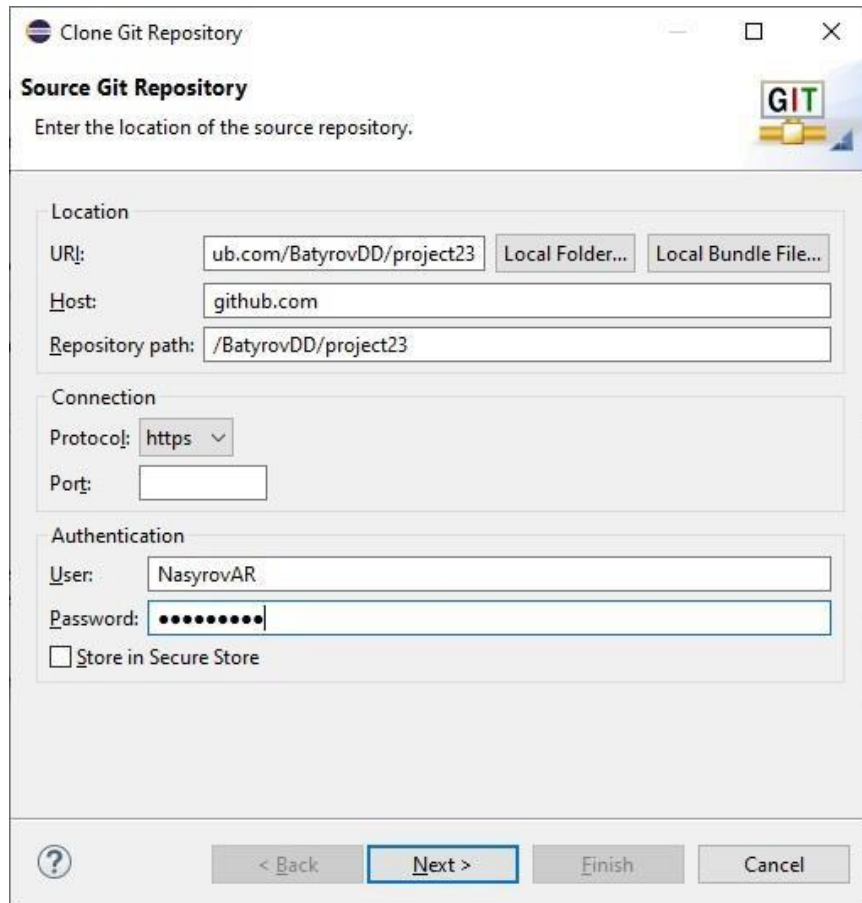 Clone Git Repository
Source Git Repository
Enter the location of the source repository.
GIT
Location
URI: ub.com/BatyrovDD/project23 Local Folder... Local Bundle File...
Host: github.com
Repository path: /BatyrovDD/project23
Connection
Protocol: https
Port:
Authentication
User: NasyrovAR
Password: ●●●●●●●●●
Store in Secure Store
? < Back Next > Finish Cancel